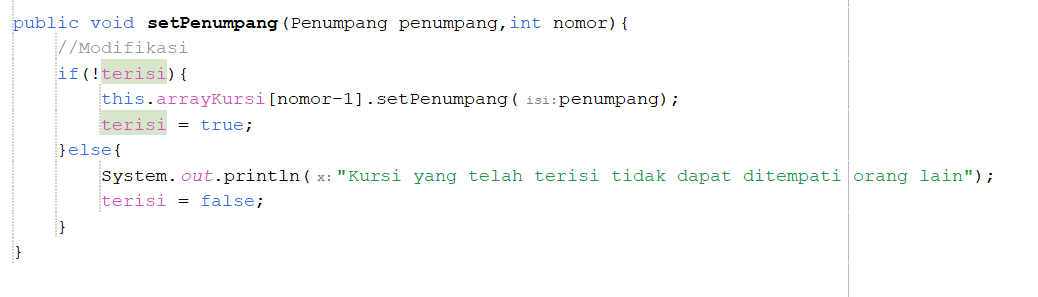 public void setPenumpang(Penumpang penumpang,int nomor){
    //Modifikasi
    if(!terisi){
        this.arrayKursi[nomor-1].setPenumpang( isi:penumpang);
        terisi = true;
    }else{
        System.out.println( x: "Kursi yang telah terisi tidak dapat ditempati orang lain");
        terisi = false;
    }
}